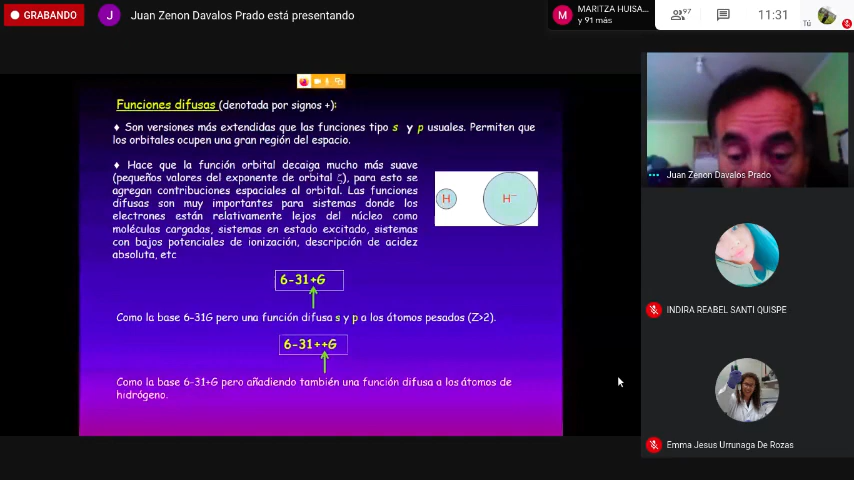 GRABANDO
J
Juan Zenon Davalos Prado está presentando
M
MARITZA HUISA...
y 91 más
97
11:31
Tú
Funciones difusas (denotada por signos +):
♦ Son versiones más extendidas que las funciones tipo s y p usuales. Permiten que
los orbitales ocupen una gran región del espacio.
♦ Hace que la función orbital decaiga mucho más suave
(pequeños valores del exponente de orbital ζ), para esto se
agregan contribuciones espaciales al orbital. Las funciones
difusas son muy importantes para sistemas donde los
electrones están relativamente lejos del núcleo como
moléculas cargadas, sistemas en estado excitado, sistemas
con bajos potenciales de ionización, descripción de acidez
absoluta, etc
H
H⁻
6-31+G
Como la base 6-31G pero una función difusa s y p a los átomos pesados (Z>2).
6-31++G
Como la base 6-31+G pero añadiendo también una función difusa a los átomos de
hidrógeno.
Juan Zenon Davalos Prado
INDIRA REABEL SANTI QUISPE
Emma Jesus Urrunaga De Rozas